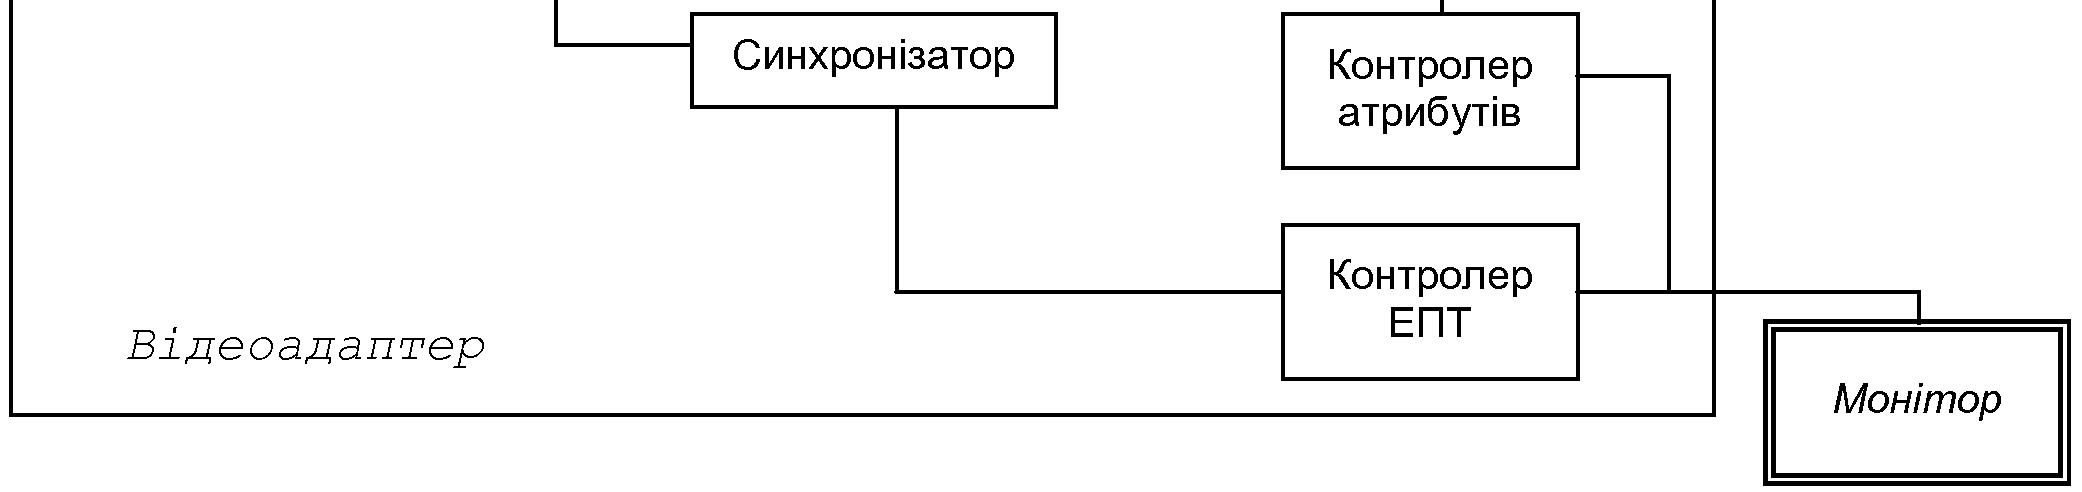 Синхронізатор
Контролер
атрибутів
Контролер
ЕПТ
Відеоадаптер
Монітор